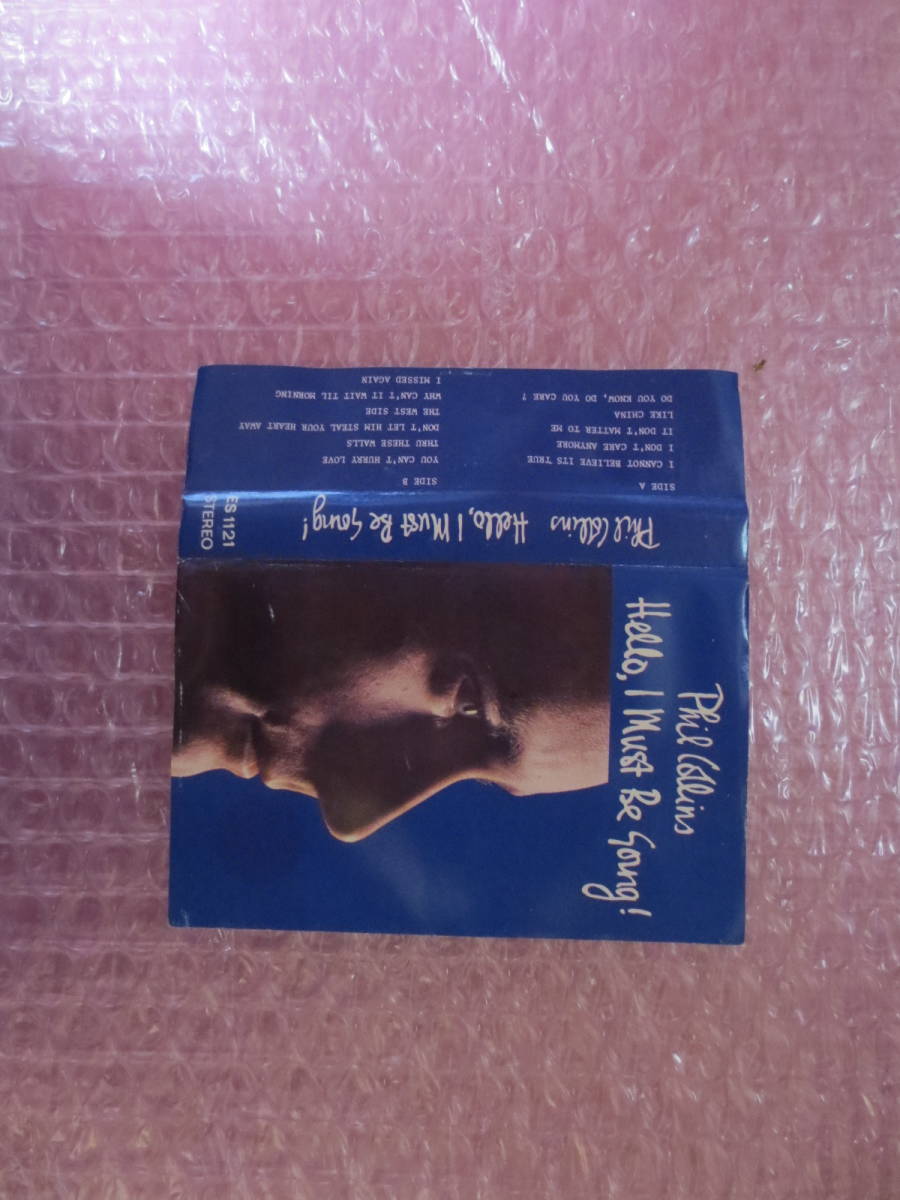 Phil Collins
Hello, I Must Be Going!
Phil Collins Hello, I Must Be Going!
ES 1121
STEREO
SIDE A
I CANNOT BELIEVE ITS TRUE
I DON'T CARE ANYMORE
IT DON'T MATTER TO ME
LIKE CHINA
DO YOU KNOW, DO YOU CARE ?
SIDE B
YOU CAN'T HURRY LOVE
THRU THESE WALLS
DON'T LET HIM STEAL YOUR HEART AWAY
THE WEST SIDE
WHY CAN'T IT WAIT TIL MORNING
I MISSED AGAIN